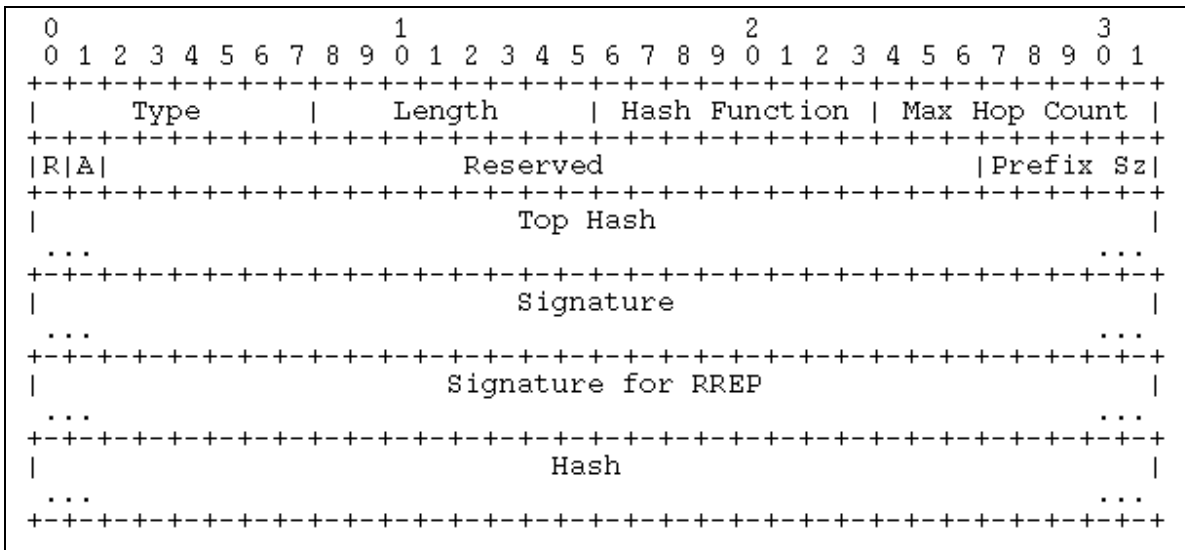 0                   1                   2                   3
 0 1 2 3 4 5 6 7 8 9 0 1 2 3 4 5 6 7 8 9 0 1 2 3 4 5 6 7 8 9 0 1
+-+-+-+-+-+-+-+-+-+-+-+-+-+-+-+-+-+-+-+-+-+-+-+-+-+-+-+-+-+-+-+-+
|     Type      |    Length     | Hash Function | Max Hop Count |
+-+-+-+-+-+-+-+-+-+-+-+-+-+-+-+-+-+-+-+-+-+-+-+-+-+-+-+-+-+-+-+-+
|R|A|                    Reserved                     |Prefix Sz|
+-+-+-+-+-+-+-+-+-+-+-+-+-+-+-+-+-+-+-+-+-+-+-+-+-+-+-+-+-+-+-+-+
|                           Top Hash                            |
 ...                                                         ...
+-+-+-+-+-+-+-+-+-+-+-+-+-+-+-+-+-+-+-+-+-+-+-+-+-+-+-+-+-+-+-+-+
|                           Signature                           |
 ...                                                         ...
+-+-+-+-+-+-+-+-+-+-+-+-+-+-+-+-+-+-+-+-+-+-+-+-+-+-+-+-+-+-+-+-+
|                       Signature for RREP                      |
 ...                                                         ...
+-+-+-+-+-+-+-+-+-+-+-+-+-+-+-+-+-+-+-+-+-+-+-+-+-+-+-+-+-+-+-+-+
|                             Hash                              |
 ...                                                         ...
+-+-+-+-+-+-+-+-+-+-+-+-+-+-+-+-+-+-+-+-+-+-+-+-+-+-+-+-+-+-+-+-+